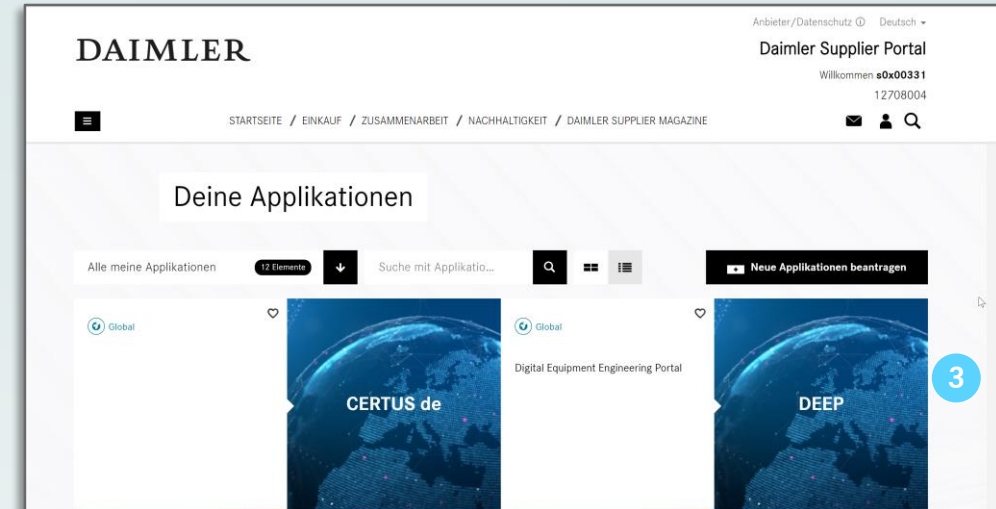 Anbieter/Datenschutz Deutsch
DAIMLER
Daimler Supplier Portal
Willkommen s0x00331
12708004
STARTSEITE / EINKAUF / ZUSAMMENARBEIT / NACHHALTIGKEIT / DAIMLER SUPPLIER MAGAZINE
Deine Applikationen
Alle meine Applikationen 12 Elemente Suche mit Applikatio... Neue Applikationen beantragen
Global
CERTUS de
Global
Digital Equipment Engineering Portal
DEEP
3